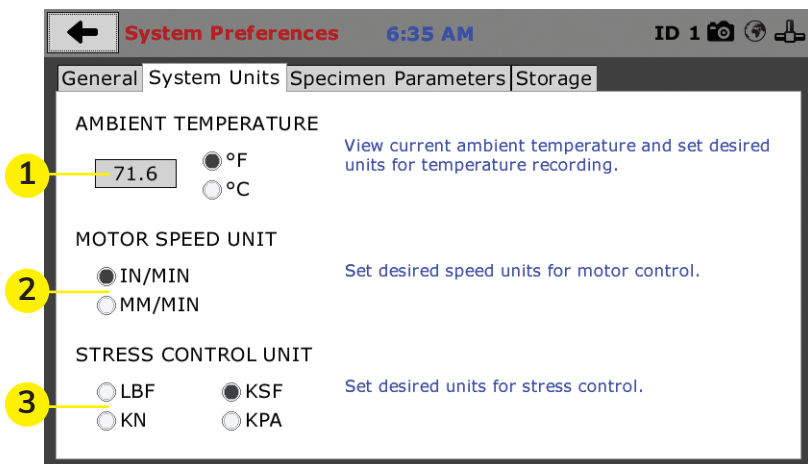 System Preferences 6:35 AM ID 1
General System Units Specimen Parameters Storage
AMBIENT TEMPERATURE
View current ambient temperature and set desired
units for temperature recording.
1
71.6
°F
°C
MOTOR SPEED UNIT
2
IN/MIN
MM/MIN
Set desired speed units for motor control.
STRESS CONTROL UNIT
3
LBF KSF
KN KPA
Set desired units for stress control.